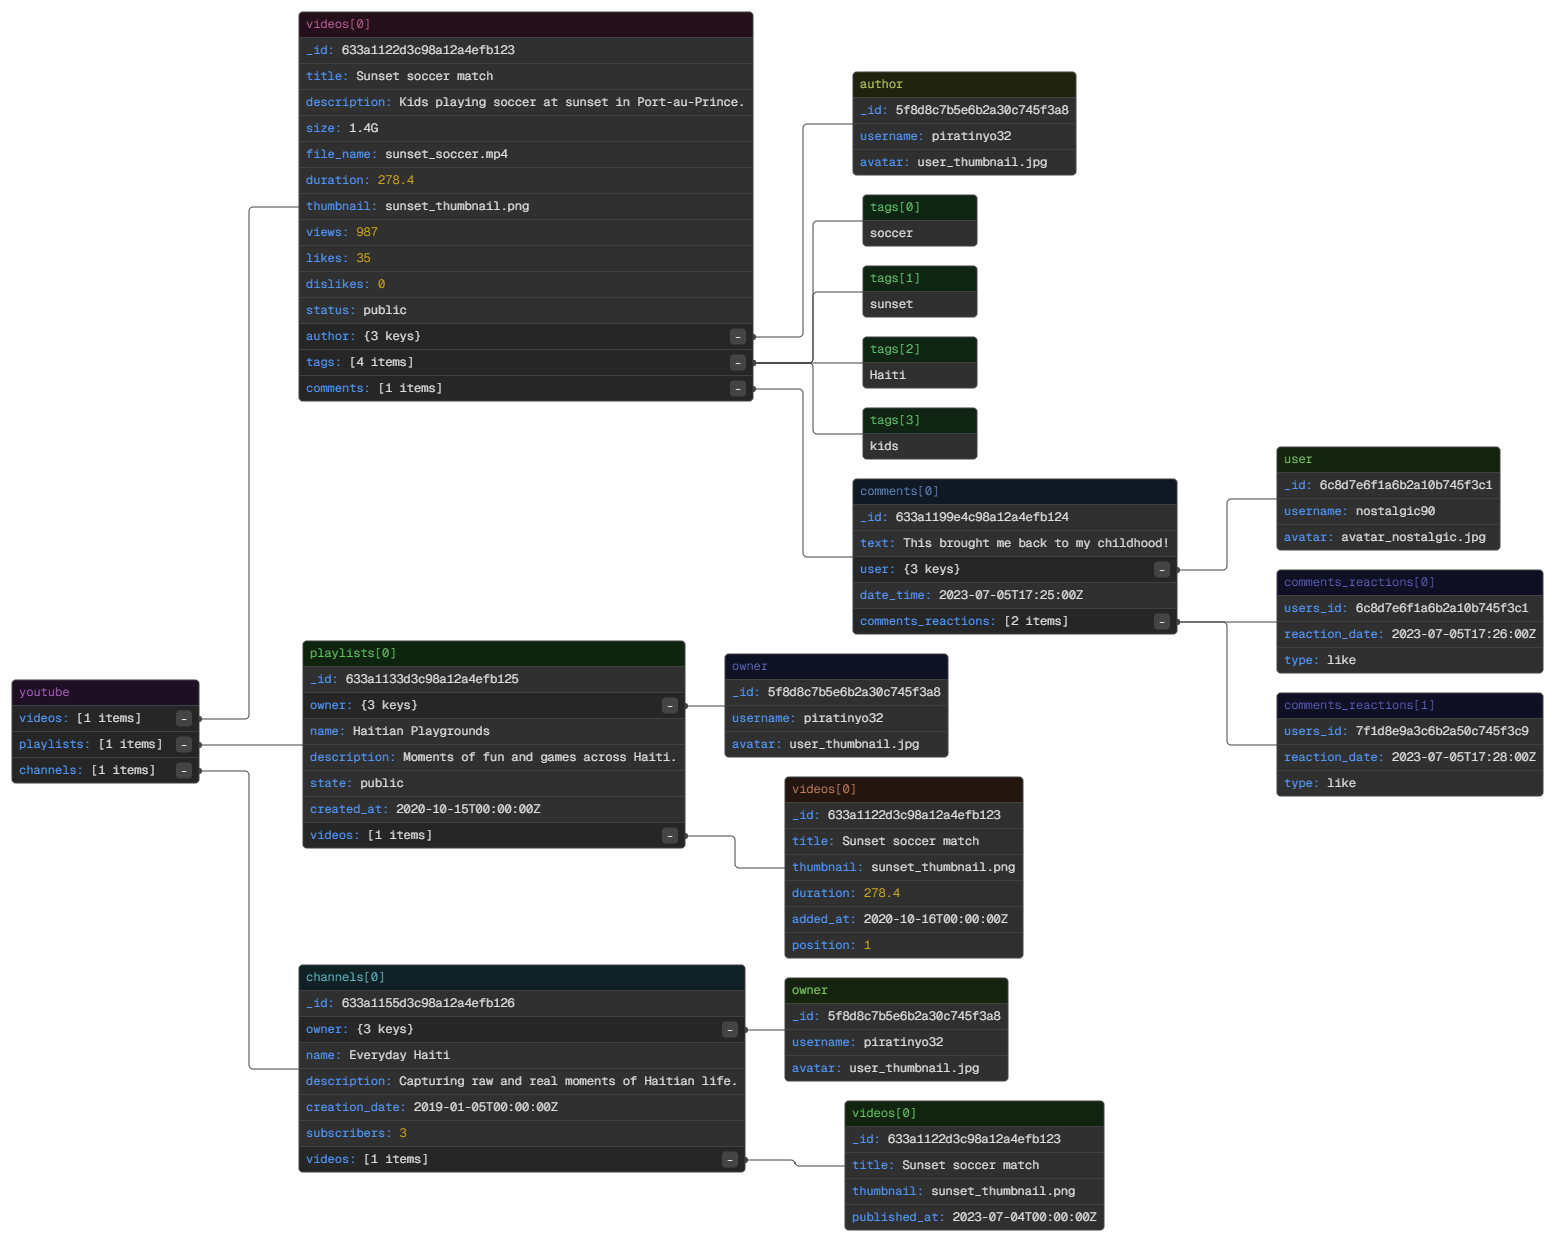 youtube
videos: [1 items] -
playlists: [1 items] -
channels: [1 items] -
videos[0]
_id: 633a1122d3c98a12a4efb123
title: Sunset soccer match
description: Kids playing soccer at sunset in Port-au-Prince.
size: 1.4G
file_name: sunset_soccer.mp4
duration: 278.4
thumbnail: sunset_thumbnail.png
views: 987
likes: 35
dislikes: 0
status: public
author: {3 keys} -
tags: [4 items] -
comments: [1 items] -
author
_id: 5f8d8c7b5e6b2a30c745f3a8
username: piratinyo32
avatar: user_thumbnail.jpg
tags[0]
soccer
tags[1]
sunset
tags[2]
Haiti
tags[3]
kids
comments[0]
_id: 633a1199e4c98a12a4efb124
text: This brought me back to my childhood!
user: {3 keys} -
date_time: 2023-07-05T17:25:00Z
comments_reactions: [2 items] -
user
_id: 6c8d7e6f1a6b2a10b745f3c1
username: nostalgic90
avatar: avatar_nostalgic.jpg
comments_reactions[0]
users_id: 6c8d7e6f1a6b2a10b745f3c1
reaction_date: 2023-07-05T17:26:00Z
type: like
comments_reactions[1]
users_id: 7f1d8e9a3c6b2a50c745f3c9
reaction_date: 2023-07-05T17:28:00Z
type: like
playlists[0]
_id: 633a1133d3c98a12a4efb125
owner: {3 keys} -
name: Haitian Playgrounds
description: Moments of fun and games across Haiti.
state: public
created_at: 2020-10-15T00:00:00Z
videos: [1 items] -
owner
_id: 5f8d8c7b5e6b2a30c745f3a8
username: piratinyo32
avatar: user_thumbnail.jpg
videos[0]
_id: 633a1122d3c98a12a4efb123
title: Sunset soccer match
thumbnail: sunset_thumbnail.png
duration: 278.4
added_at: 2020-10-16T00:00:00Z
position: 1
channels[0]
_id: 633a1155d3c98a12a4efb126
owner: {3 keys} -
name: Everyday Haiti
description: Capturing raw and real moments of Haitian life.
creation_date: 2019-01-05T00:00:00Z
subscribers: 3
videos: [1 items] -
owner
_id: 5f8d8c7b5e6b2a30c745f3a8
username: piratinyo32
avatar: user_thumbnail.jpg
videos[0]
_id: 633a1122d3c98a12a4efb123
title: Sunset soccer match
thumbnail: sunset_thumbnail.png
published_at: 2023-07-04T00:00:00Z